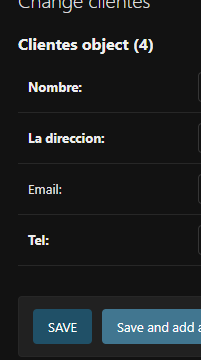 Change clientes
Clientes object (4)
Nombre:
La direccion:
Email:
Tel:
SAVE
Save and add